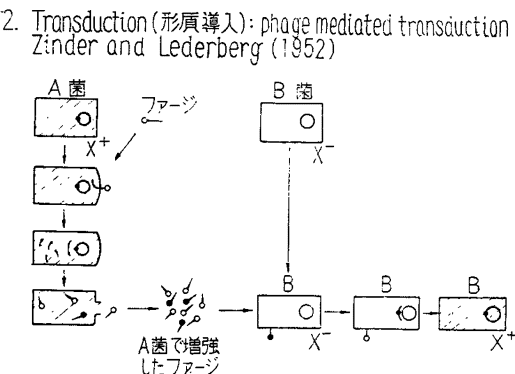 2. Transduction (形質導入): phage mediated transduction
Zinder and Lederberg (1952)
A 菌
ファージ
B 菌
X+
X-
B
B
B
X-
X+
A菌で増強
したファージ